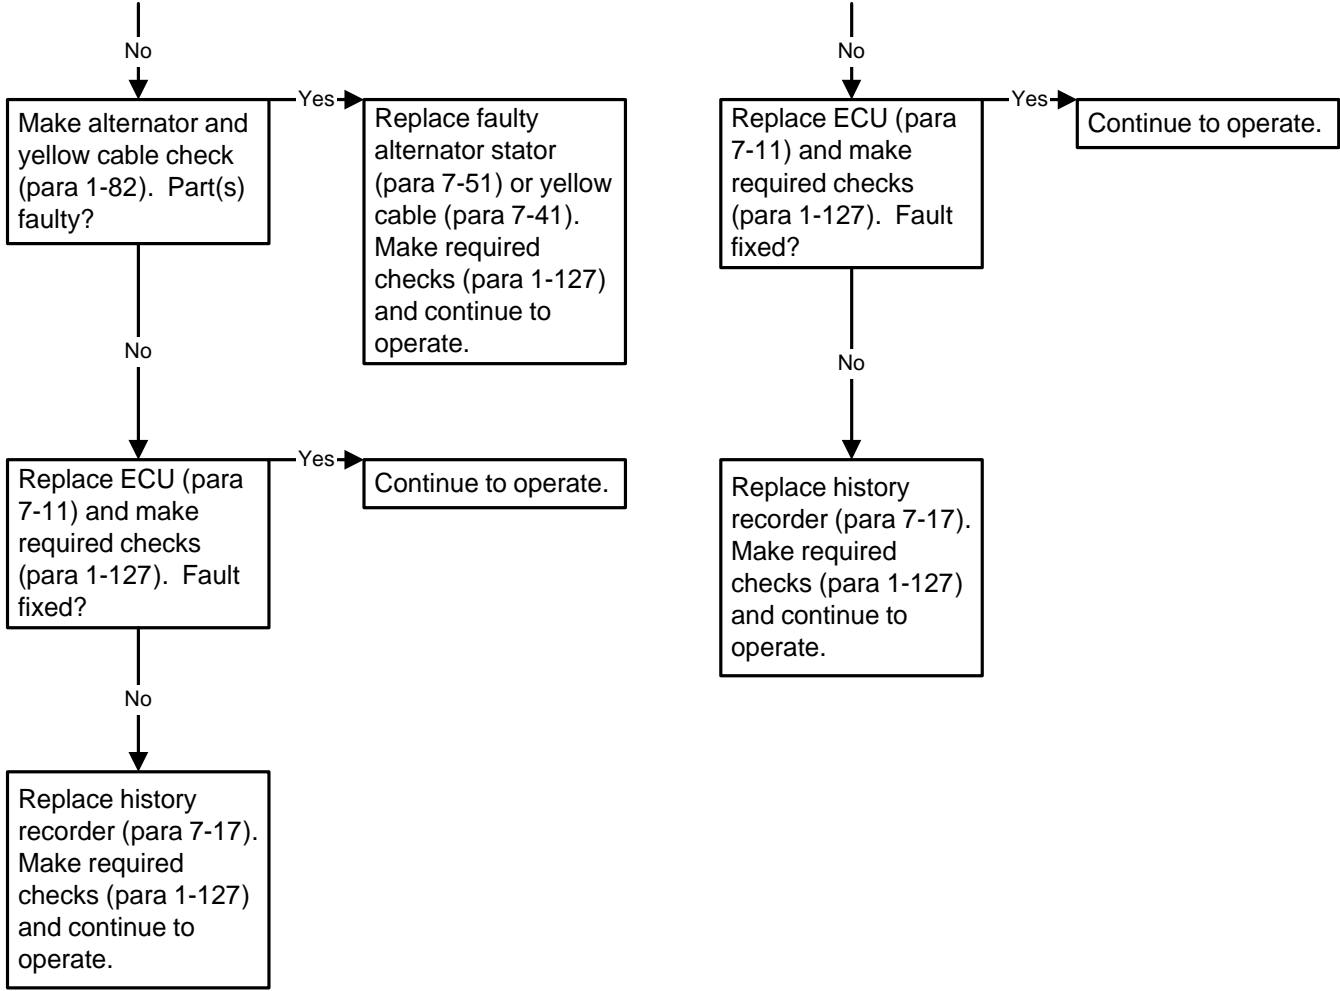 No
Make alternator and
yellow cable check
(para 1-82).  Part(s)
faulty?
Yes
Replace faulty
alternator stator
(para 7-51) or yellow
cable (para 7-41).
Make required
checks (para 1-127)
and continue to
operate.
No
Replace ECU (para
7-11) and make
required checks
(para 1-127).  Fault
fixed?
Yes
Continue to operate.
No
Replace history
recorder (para 7-17).
Make required
checks (para 1-127)
and continue to
operate.
No
Replace ECU (para
7-11) and make
required checks
(para 1-127).  Fault
fixed?
Yes
Continue to operate.
No
Replace history
recorder (para 7-17).
Make required
checks (para 1-127)
and continue to
operate.